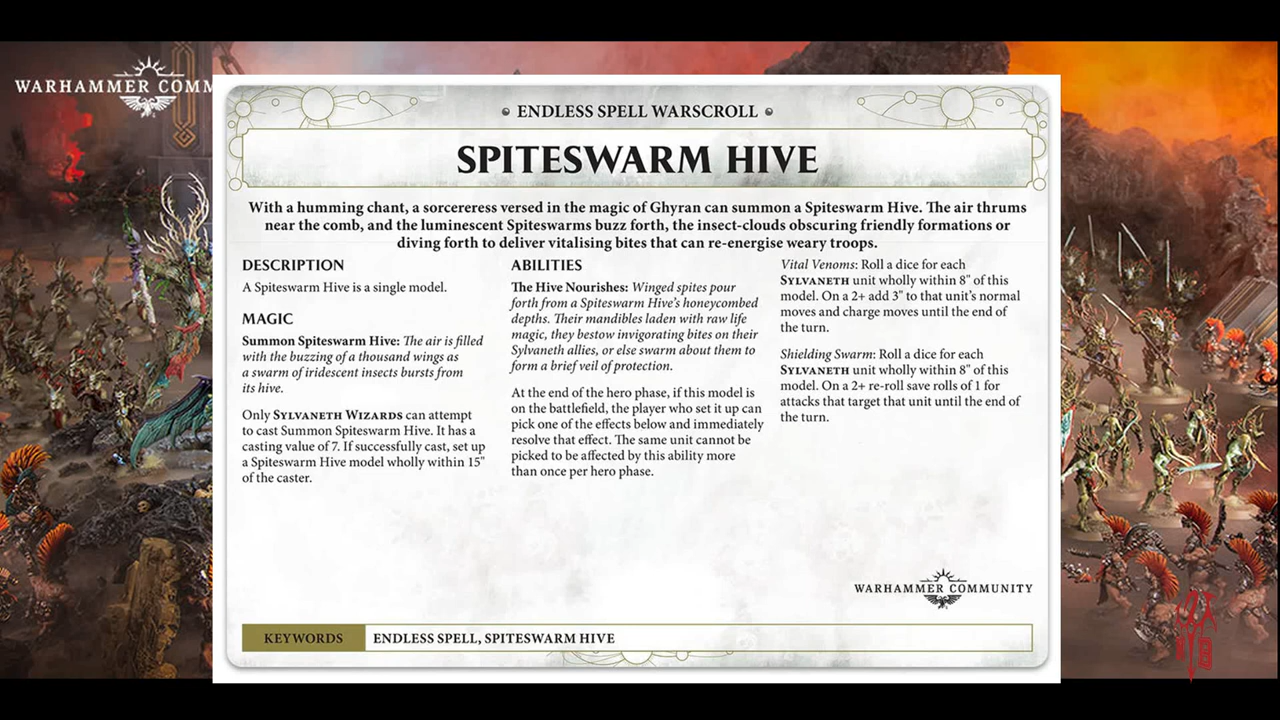 WARHAMMER COMM
ENDLESS SPELL WARSCROLL
SPITESWARM HIVE
With a humming chant, a sorcereress versed in the magic of Ghyran can summon a Spiteswarm Hive. The air thrums
near the comb, and the luminescent Spiteswarms buzz forth, the insect-clouds obscuring friendly formations or
diving forth to deliver vitalising bites that can re-energise weary troops.
DESCRIPTION
A Spiteswarm Hive is a single model.
MAGIC
Summon Spiteswarm Hive: The air is filled
with the buzzing of a thousand wings as
a swarm of iridescent insects bursts from
its hive.
Only SYLVANETH WIZARDS can attempt
to cast Summon Spiteswarm Hive. It has a
casting value of 7. If successfully cast, set up
a Spiteswarm Hive model wholly within 15"
of the caster.
ABILITIES
The Hive Nourishes: Winged spites pour
forth from a Spiteswarm Hive's honeycombed
depths. Their mandibles laden with raw life
magic, they bestow invigorating bites on their
Sylvaneth allies, or else swarm about them to
form a brief veil of protection.
At the end of the hero phase, if this model is
on the battlefield, the player who set it up can
pick one of the effects below and immediately
resolve that effect. The same unit cannot be
picked to be affected by this ability more
than once per hero phase.
Vital Venoms: Roll a dice for each
SYLVANETH unit wholly within 8" of this
model. On a 2+ add 3" to that unit's normal
moves and charge moves until the end of
the turn.
Shielding Swarm: Roll a dice for each
SYLVANETH unit wholly within 8" of this
model. On a 2+ re-roll save rolls of 1 for
attacks that target that unit until the end of
the turn.
WARHAMMER COMMUNITY
KEYWORDS
ENDLESS SPELL, SPITESWARM HIVE